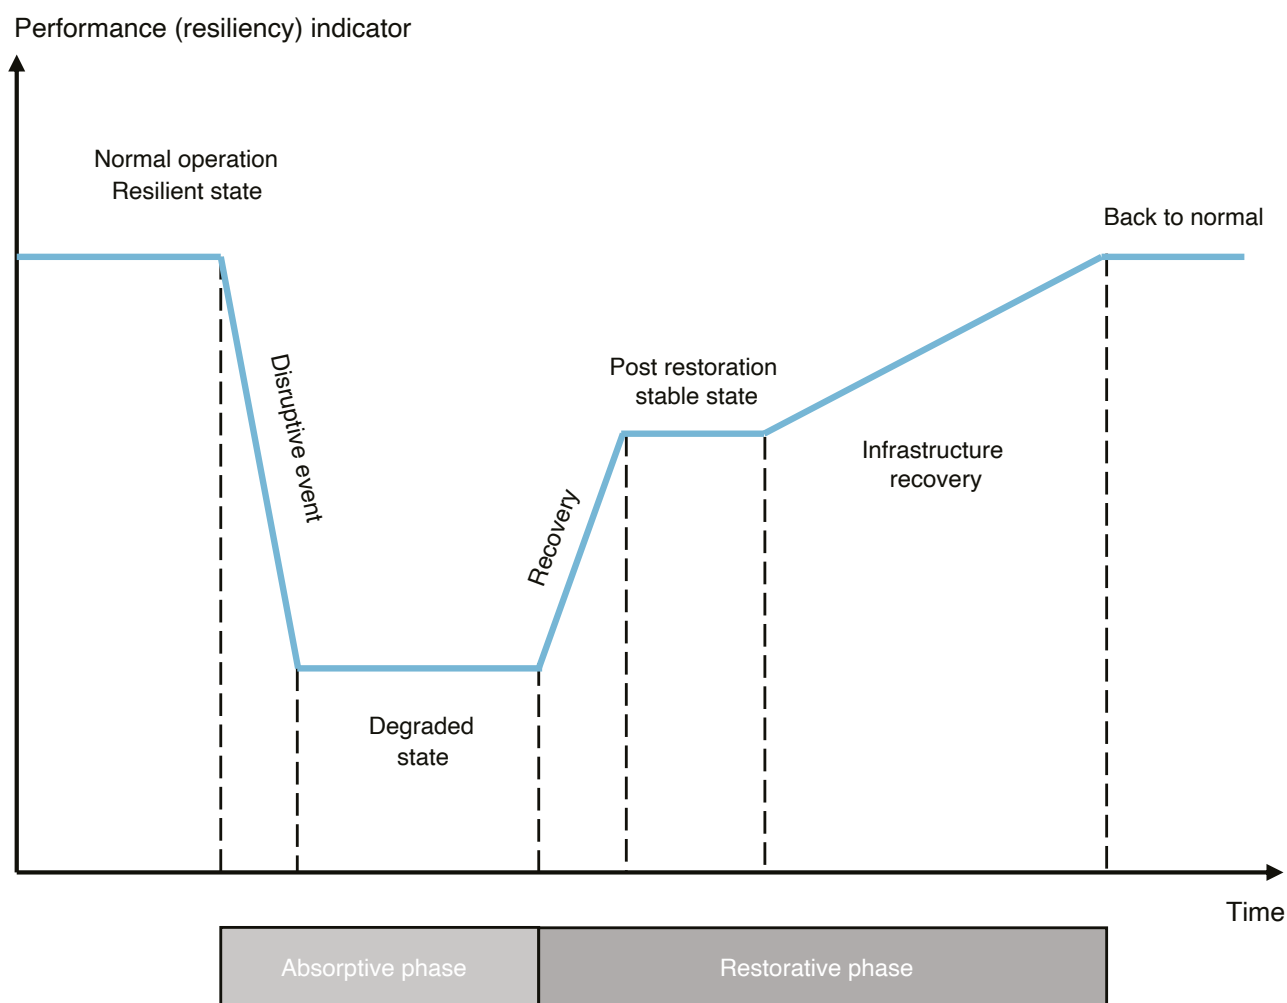 Performance (resiliency) indicator
Normal operation
Resilient state
Back to normal
Disruptive event
Post restoration
stable state
Infrastructure
recovery
Recovery
Degraded
state
Time
Absorptive phase
Restorative phase